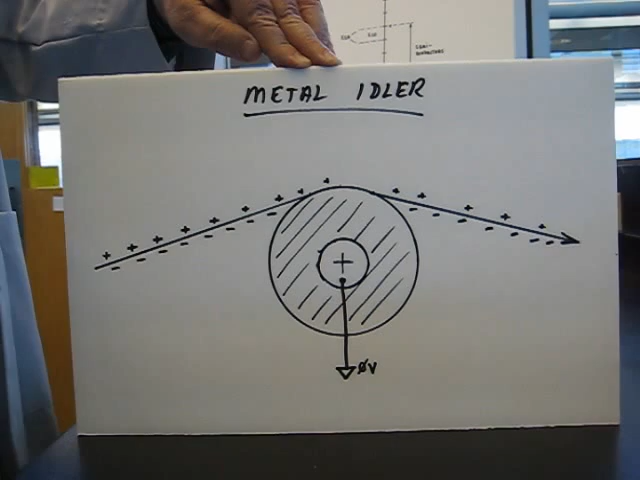 METAL IDLER
+ + + + + + + + + + + + + + +
- - - - - - - - - - - - - - - -
+
ØV